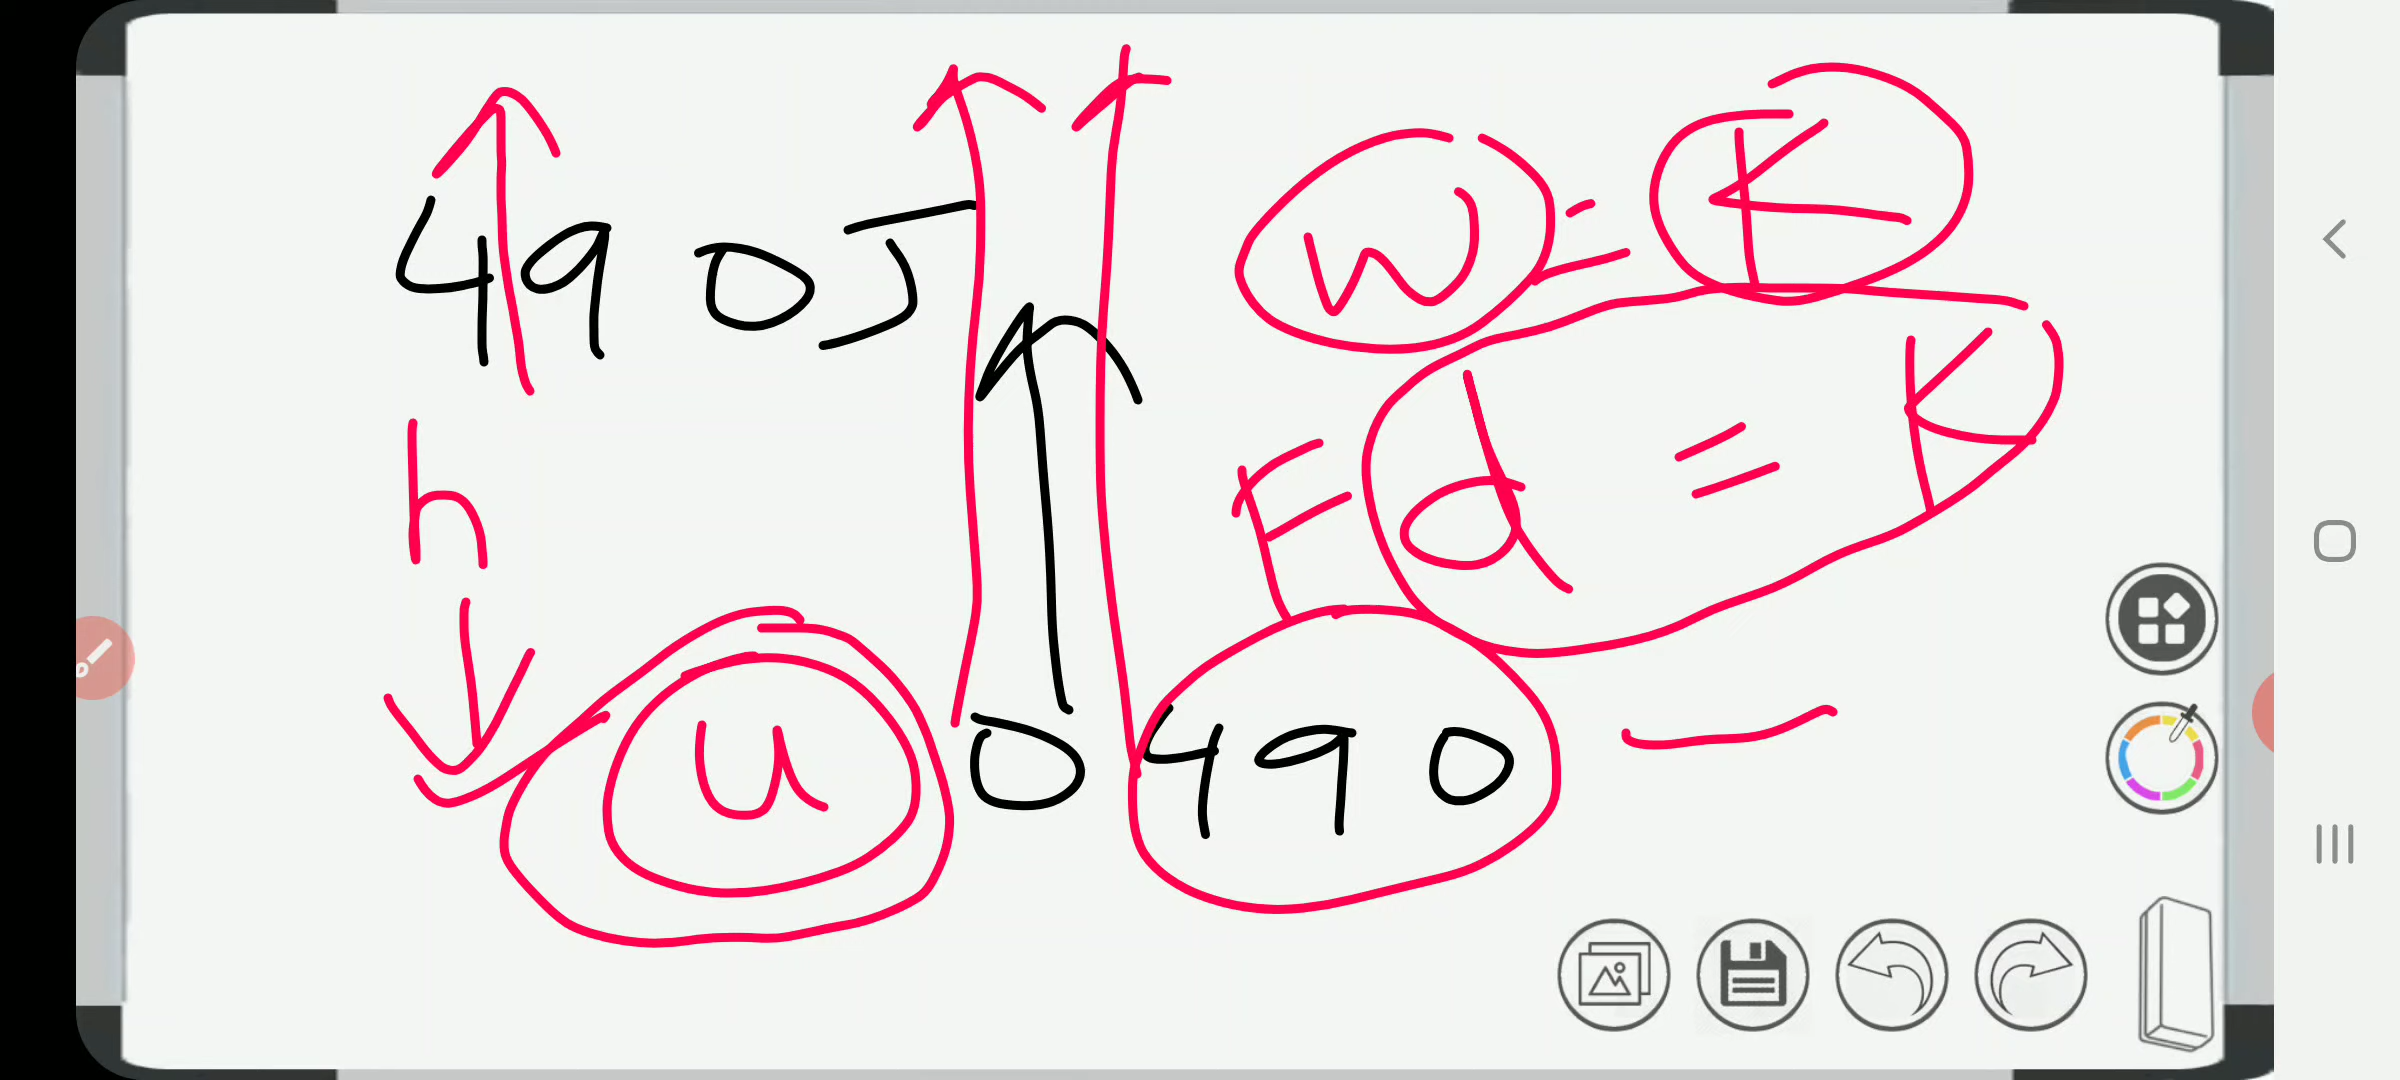 490J
W = K
h
Fd = K
u 0 490 -